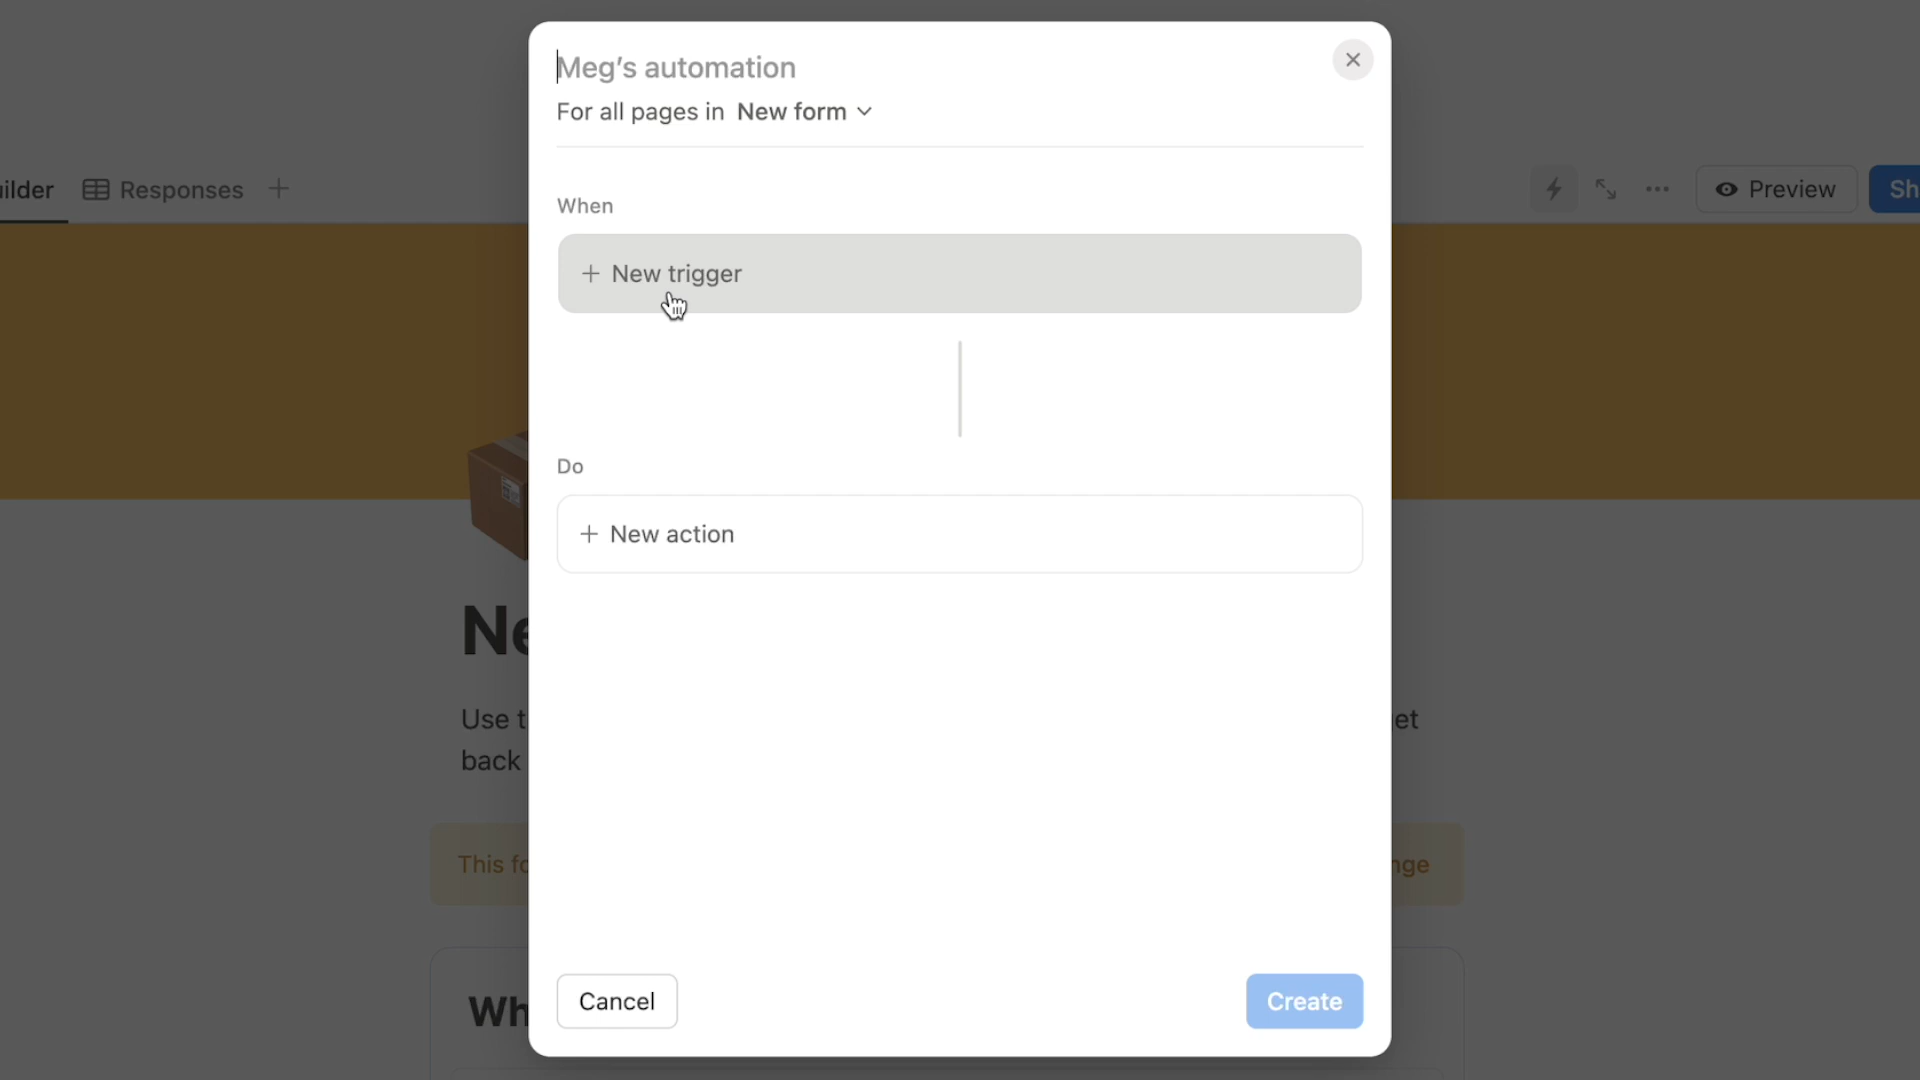 Meg's automation
For all pages in New form
ilder
Responses
Preview
Sh
When
New trigger
Do
New action
Ne
Use t
et
back
This fo
nge
Wh
Cancel
Create